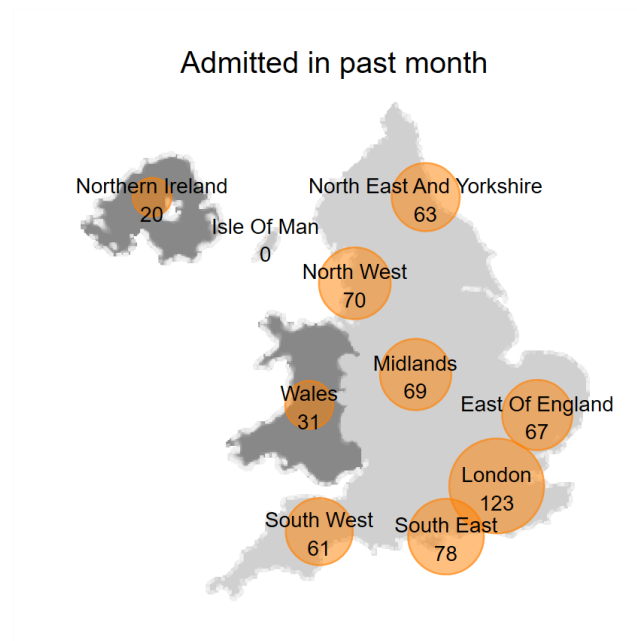 Admitted in past month
Northern Ireland
20
North East And Yorkshire
63
Isle Of Man
0
North West
70
Midlands
69
Wales
31
East Of England
67
London
123
South West
61
South East
78